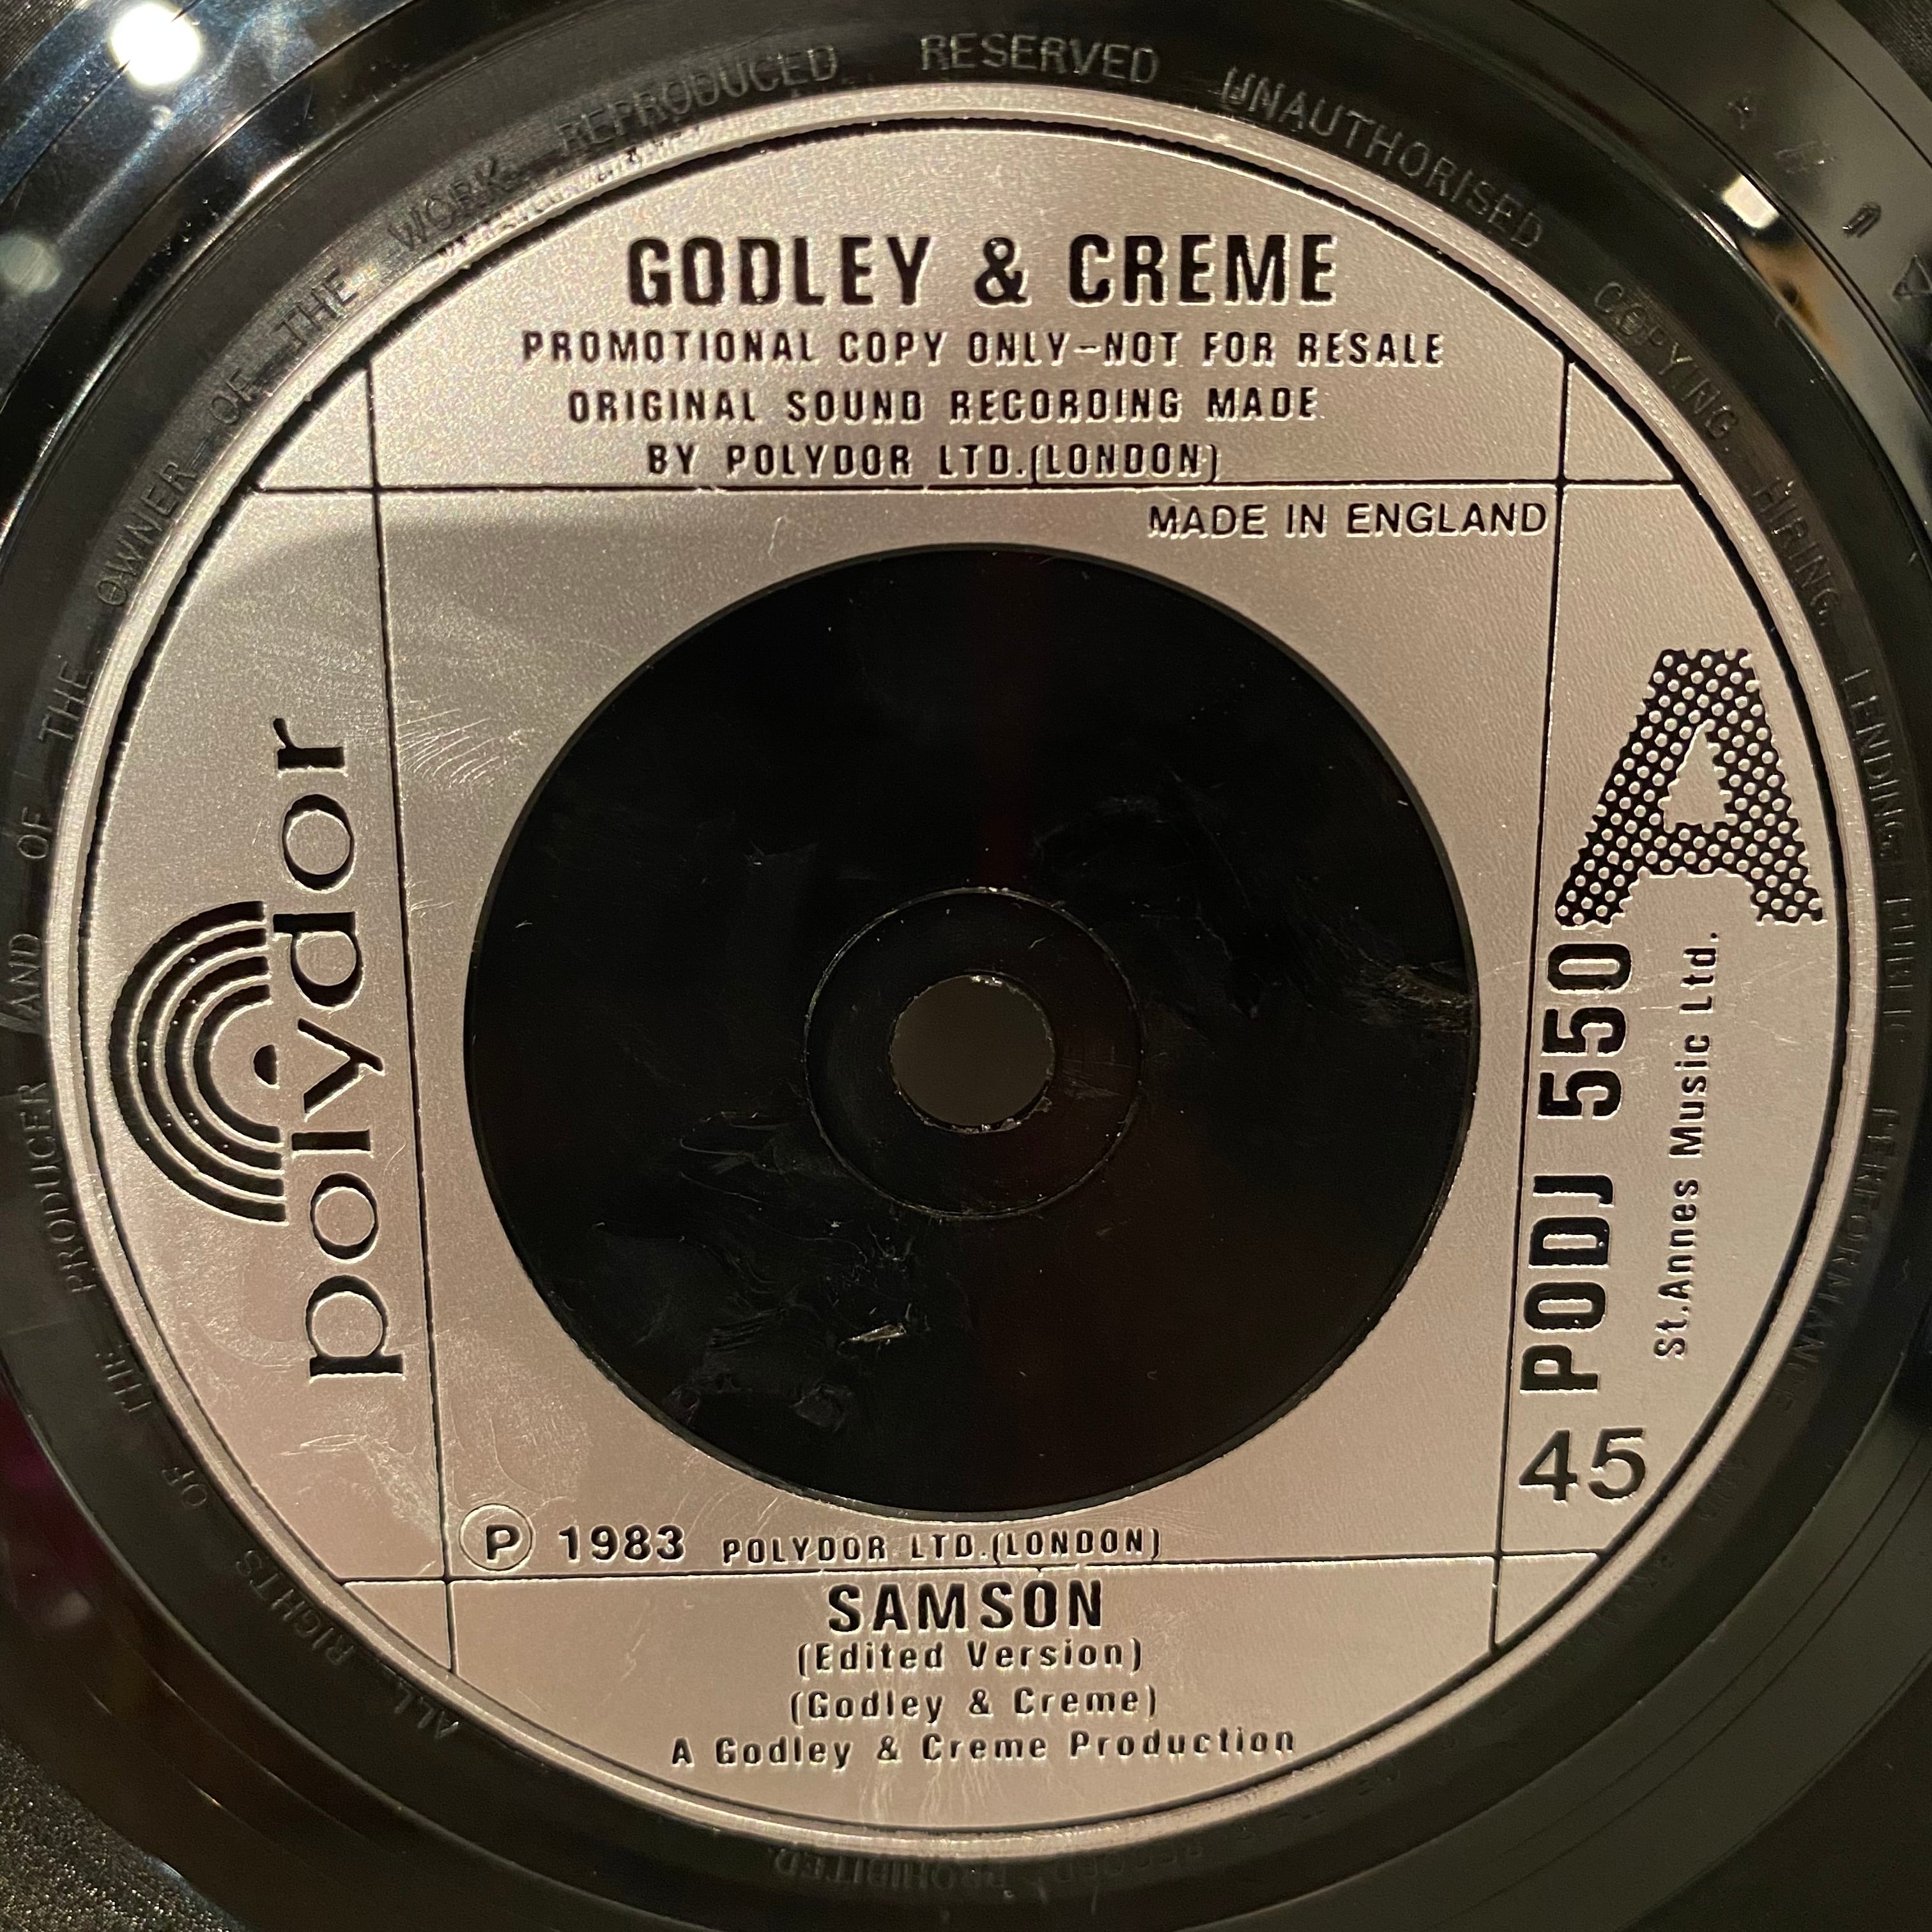 GODLEY & CREME
PROMOTIONAL COPY ONLY-NOT FOR RESALE
ORIGINAL SOUND RECORDING MADE
BY POLYDOR LTD.(LONDON)
MADE IN ENGLAND
polydor
A
PODJ 550
St.Annes Music Ltd.
45
Ⓟ 1983 POLYDOR LTD.(LONDON)
SAMSON
(Edited Version)
(Godley & Creme)
A Godley & Creme Production
ALL RIGHTS OF THE PRODUCER AND OF THE OWNER OF THE WORK REPRODUCED RESERVED UNAUTHORISED COPYING HIRING LENDING PUBLIC PERFORMANCE AND PROHIBITED